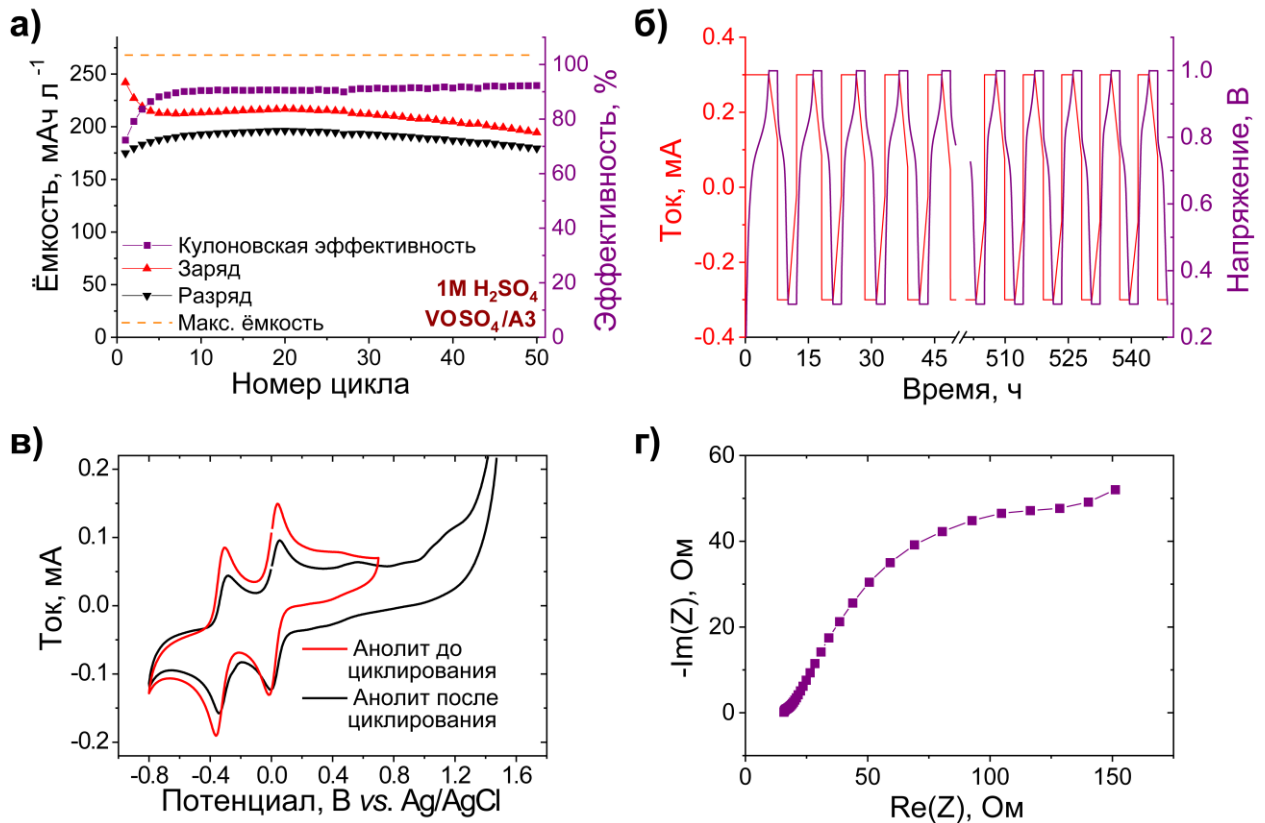 а)
Ёмкость, мАч л⁻¹
250
200
175
150
100
50
0
100
80
60
40
20
0
Эффективность, %
Кулоновская эффективность
Заряд
Разряд
Макс. ёмкость
1М H₂SO₄
VOSO₄/А3
0 10 20 30 40 50
Номер цикла
б)
Ток, мА
0.4
0.2
0.0
-0.2
-0.4
1.0
0.8
0.6
0.4
0.2
Напряжение, В
0 15 30 45 510 525 540
Время, ч
в)
Ток, мА
0.2
0.1
0.0
-0.1
-0.2
Анолит до
циклирования
Анолит после
циклирования
-0.8 -0.4 0.0 0.4 0.8 1.2 1.6
Потенциал, В vs. Ag/AgCl
г)
-Im(Z), Ом
60
40
20
0
0 50 100 150
Re(Z), Ом